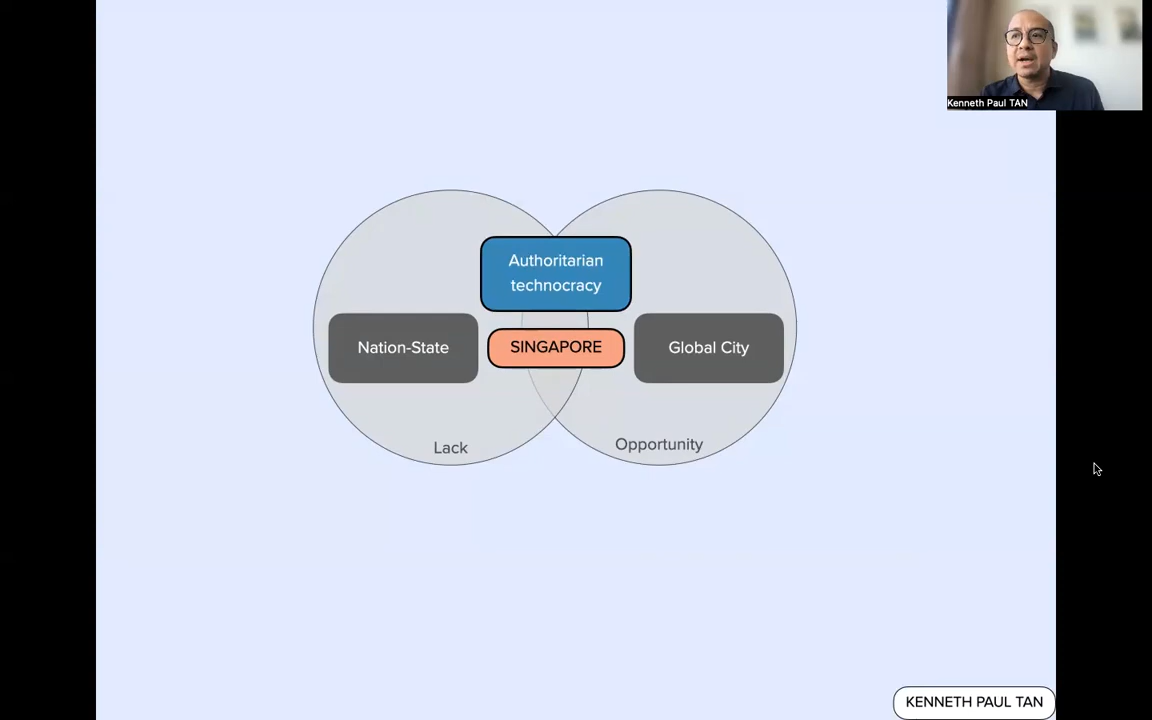 Kenneth Paul TAN
Authoritarian
technocracy
Nation-State
SINGAPORE
Global City
Lack
Opportunity
KENNETH PAUL TAN